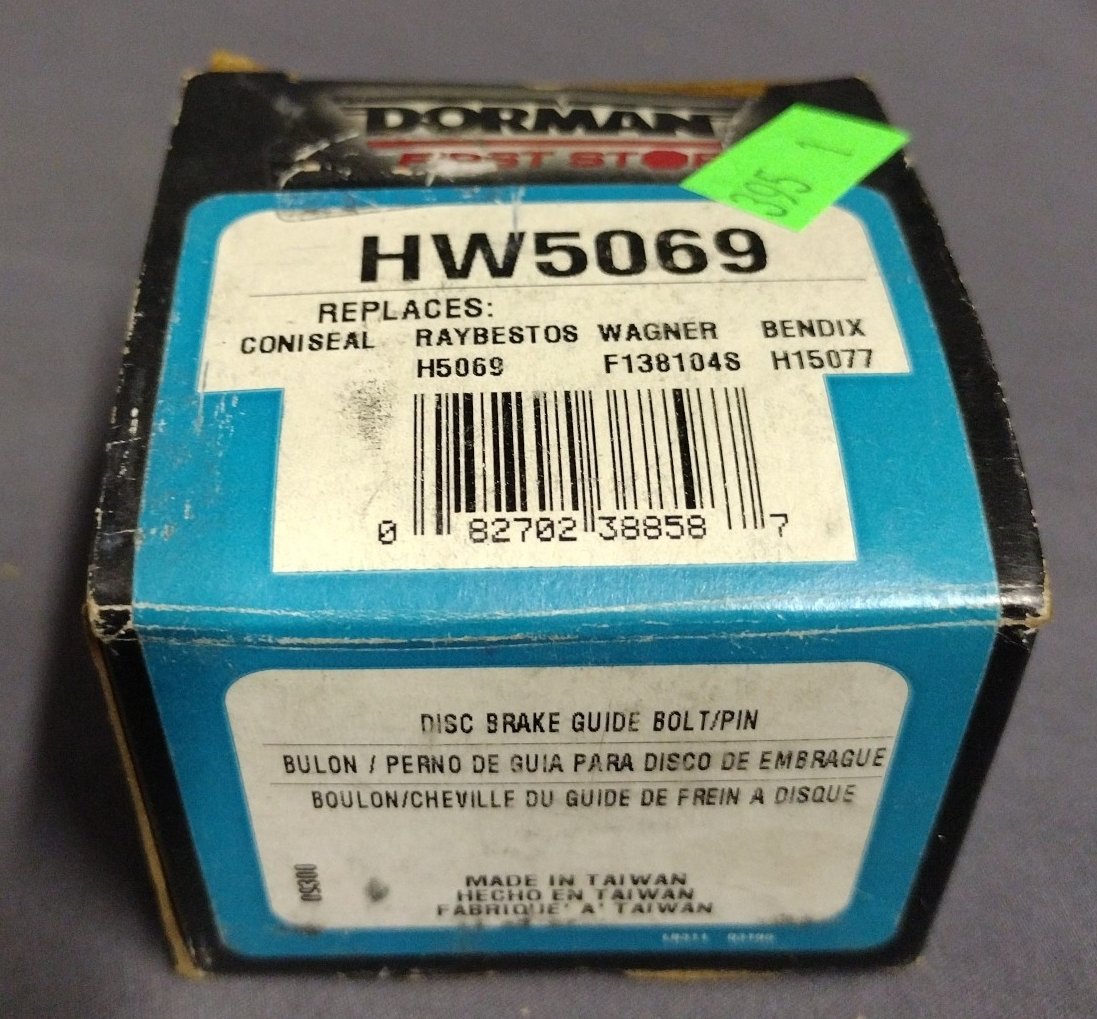 DORMAN
FIRST STOP
395 1
HW5069
REPLACES:
CONISEAL RAYBESTOS WAGNER BENDIX
H5069 F138104S H15077
0 82702 38858 7
DISC BRAKE GUIDE BOLT/PIN
BULON / PERNO DE GUIA PARA DISCO DE EMBRAGUE
BOULON/CHEVILLE DU GUIDE DE FREIN A DISQUE
MADE IN TAIWAN
HECHO EN TAIWAN
FABRIQUE' A' TAIWAN